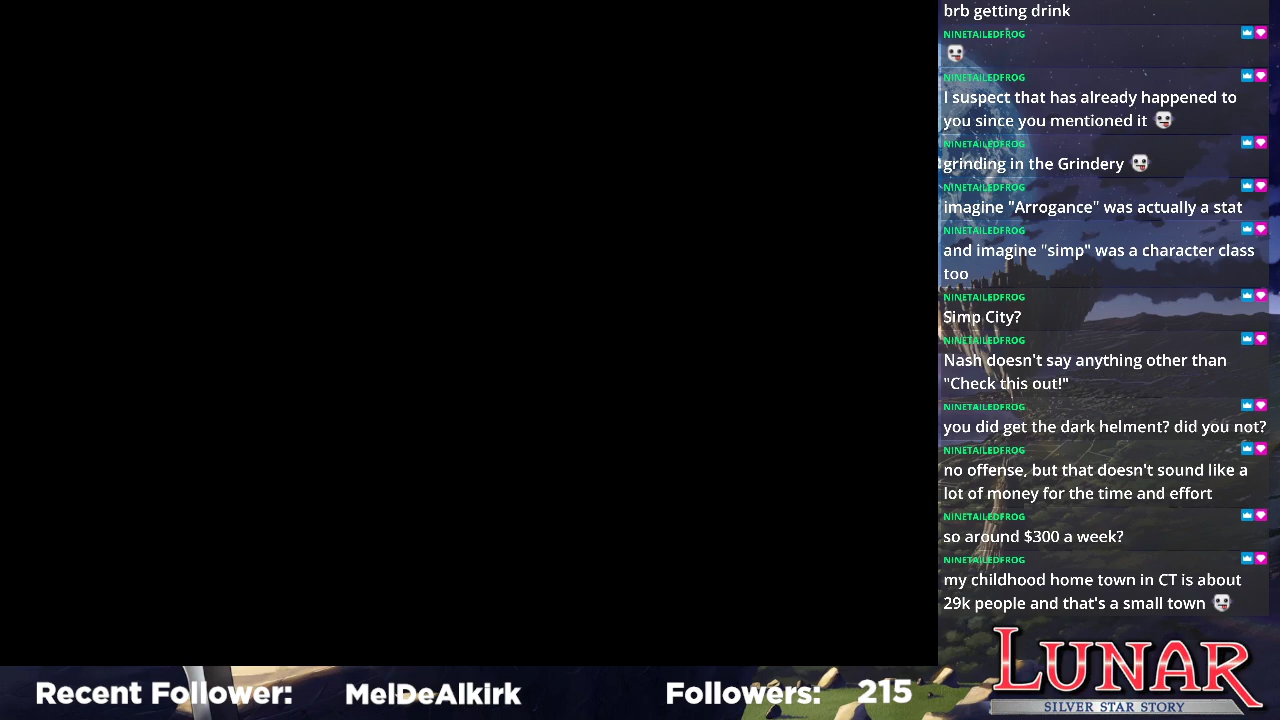 brb getting drink
NINETAILEDFROG
NINETAILEDFROG
I suspect that has already happened to
you since you mentioned it
NINETAILEDFROG
grinding in the Grindery
NINETAILEDFROG
imagine "Arrogance" was actually a stat
NINETAILEDFROG
and imagine "simp" was a character class
too
NINETAILEDFROG
Simp City?
NINETAILEDFROG
Nash doesn't say anything other than
"Check this out!"
NINETAILEDFROG
you did get the dark helment? did you not?
NINETAILEDFROG
no offense, but that doesn't sound like a
lot of money for the time and effort
NINETAILEDFROG
so around $300 a week?
NINETAILEDFROG
my childhood home town in CT is about
29k people and that's a small town
LUNAR
SILVER STAR STORY
Recent Follower: MelDeAlkirk Followers: 215